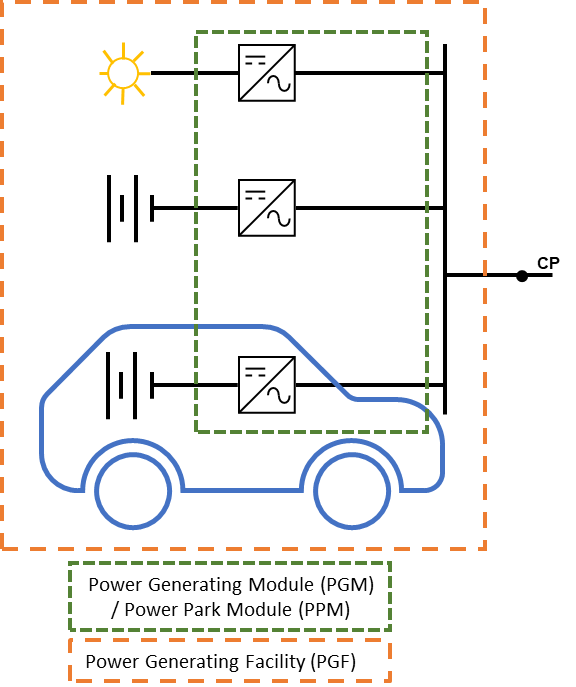 CP
Power Generating Module (PGM)
/ Power Park Module (PPM)
Power Generating Facility (PGF)